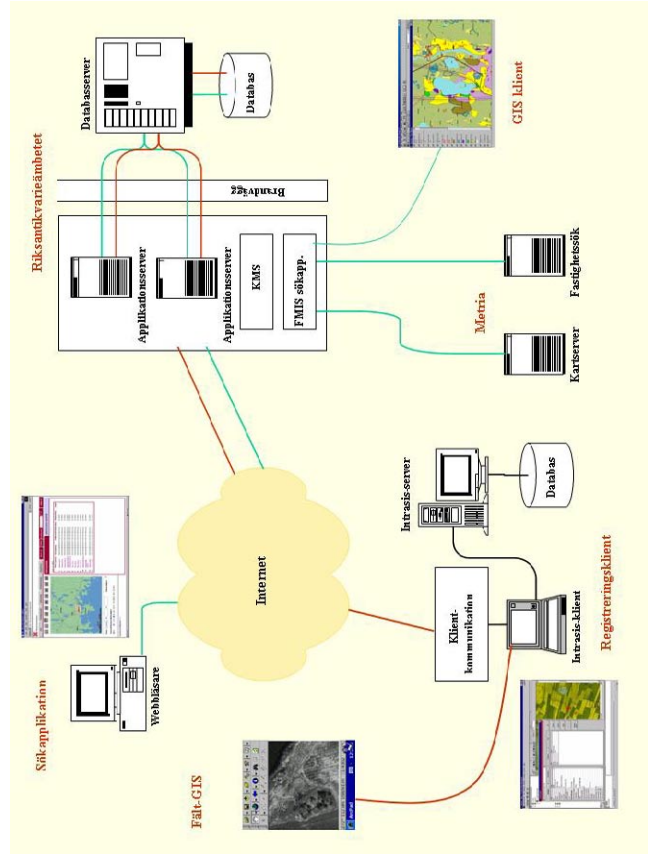 Sökapplikation
Riksantikvarieämbetet
Databasserver
Webbläsare
Applikationsserver
Applikationsserver
Brandvägg
Databas
Fält-GIS
Internet
KMS
FMIS sökapp.
Intrasis-server
Klient-
kommunikation
Metria
GIS klient
Databas
Intrasis-klient
Kartserver
Fastighetssök
Registreringsklient